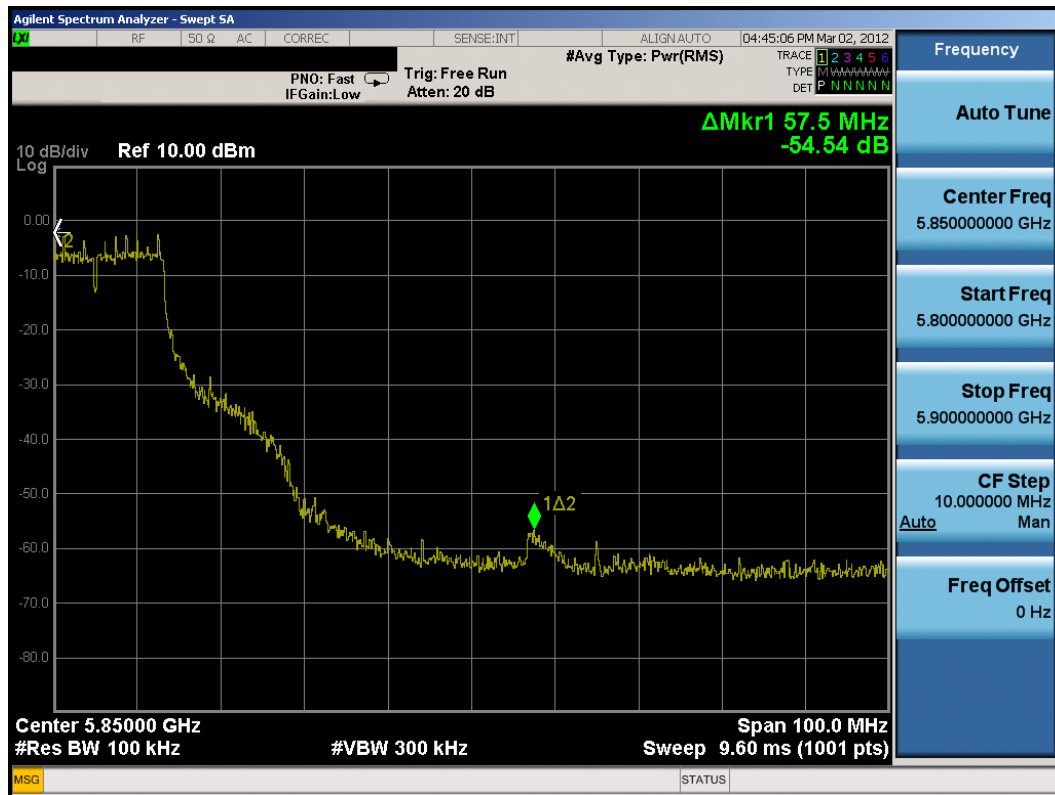 Agilent Spectrum Analyzer - Swept SA
LXI RF 50 Ω AC CORREC SENSE:INT ALIGN AUTO 04:45:06 PM Mar 02, 2012
#Avg Type: Pwr(RMS) TRACE 1 2 3 4 5 6
PNO: Fast Trig: Free Run TYPE M W W W W W
IFGain:Low Atten: 20 dB DET P N N N N N
ΔMkr1 57.5 MHz
10 dB/div Ref 10.00 dBm -54.54 dB
Log
0.00
2
-10.0
-20.0
-30.0
-40.0
-50.0
1Δ2
-60.0
-70.0
-80.0
Center 5.85000 GHz Span 100.0 MHz
#Res BW 100 kHz #VBW 300 kHz Sweep 9.60 ms (1001 pts)
MSG STATUS
Frequency
Auto Tune
Center Freq
5.850000000 GHz
Start Freq
5.800000000 GHz
Stop Freq
5.900000000 GHz
CF Step
10.000000 MHz
Auto Man
Freq Offset
0 Hz